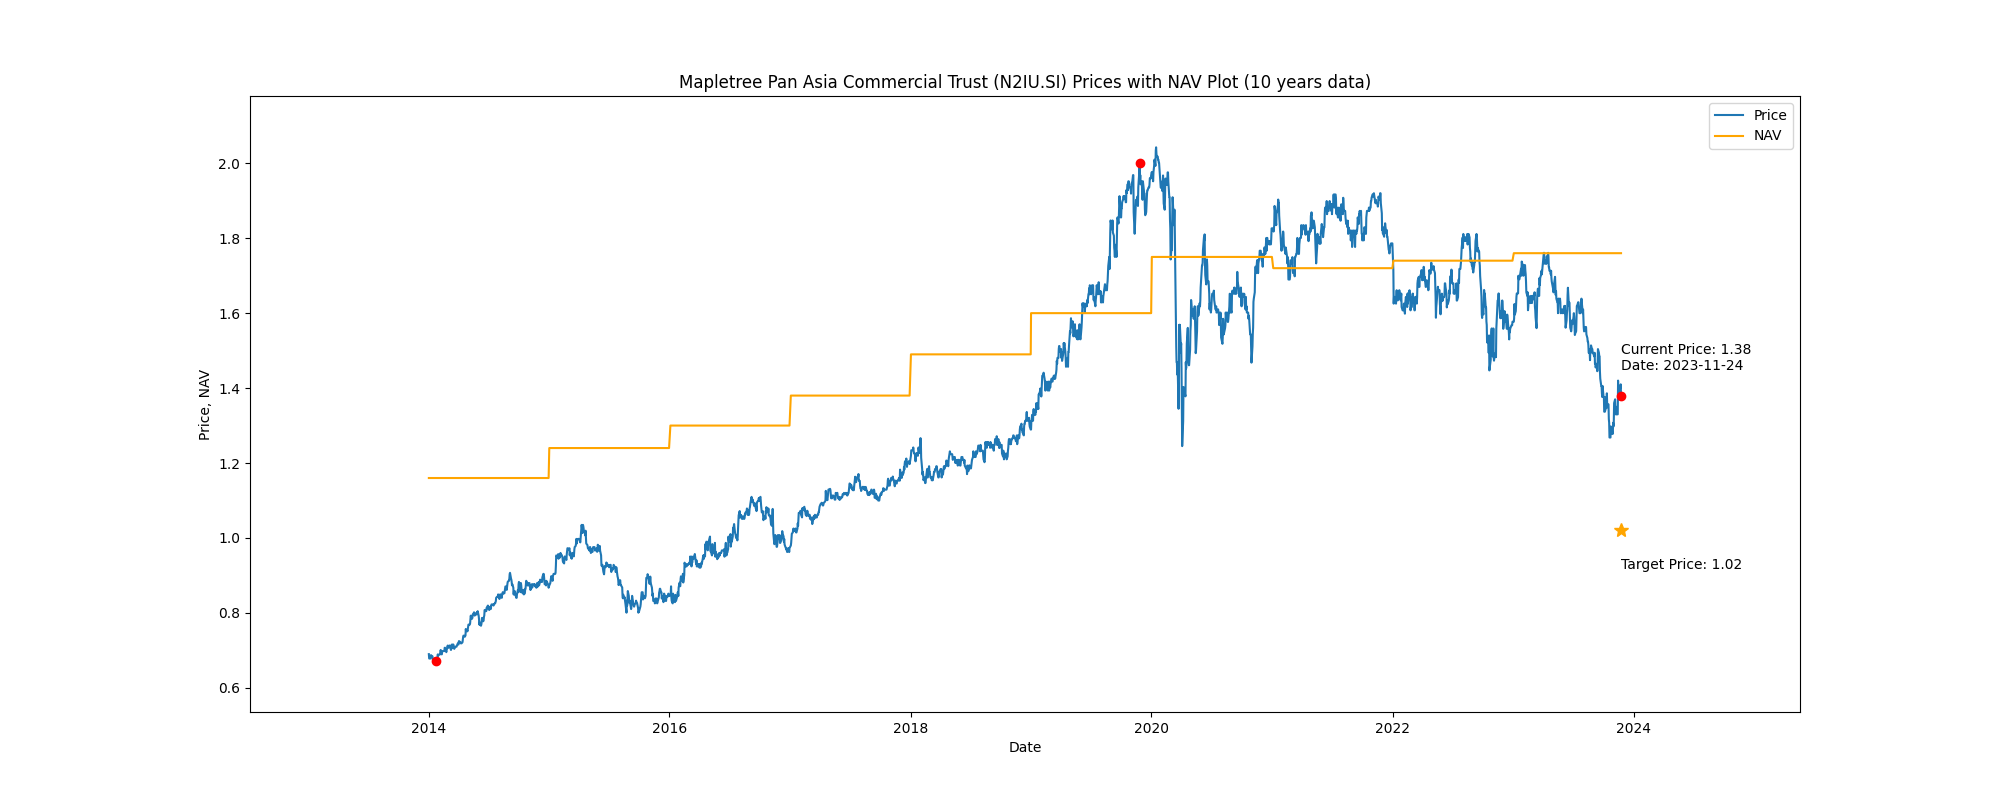 Mapletree Pan Asia Commercial Trust (N2IU.SI) Prices with NAV Plot (10 years data)
Price
NAV
2.0
1.8
1.6
1.4
1.2
1.0
0.8
0.6
Price, NAV
Current Price: 1.38
Date: 2023-11-24
Target Price: 1.02
2014
2016
2018
2020
2022
2024
Date